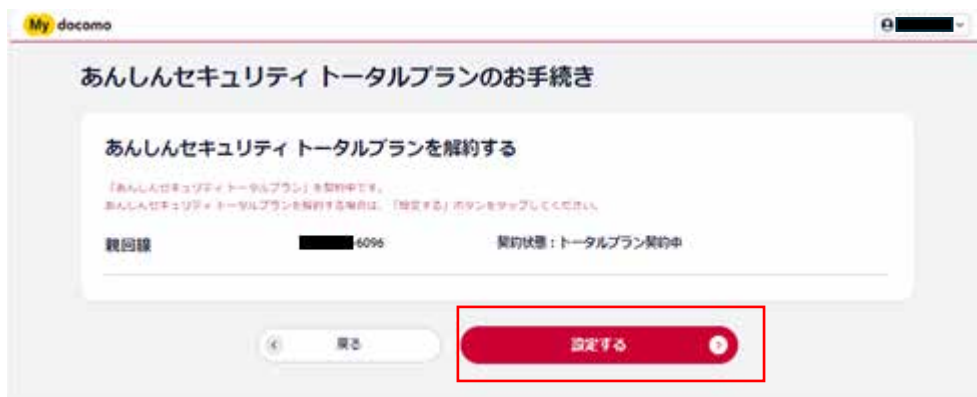 My docomo
あんしんセキュリティ トータルプランのお手続き
あんしんセキュリティ トータルプランを解約する
「あんしんセキュリティ トータルプラン」を契約中です。
あんしんセキュリティ トータルプランを解約する場合は、「設定する」ボタンをタップしてください。
親回線 -6096 契約状態：トータルプラン契約中
戻る 設定する